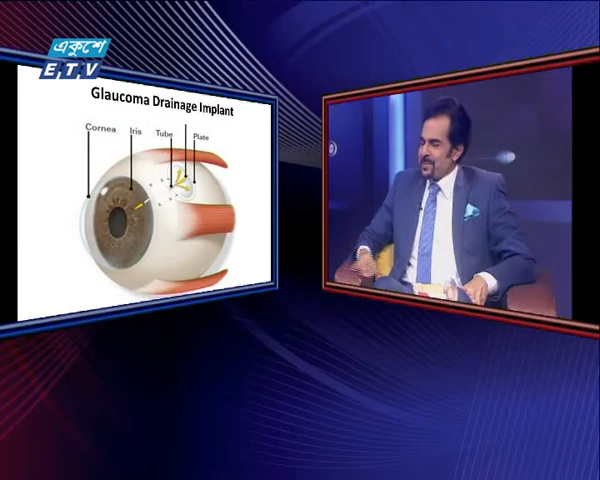 একুশে
ETV
Glaucoma Drainage Implant
Cornea Iris Tube Plate